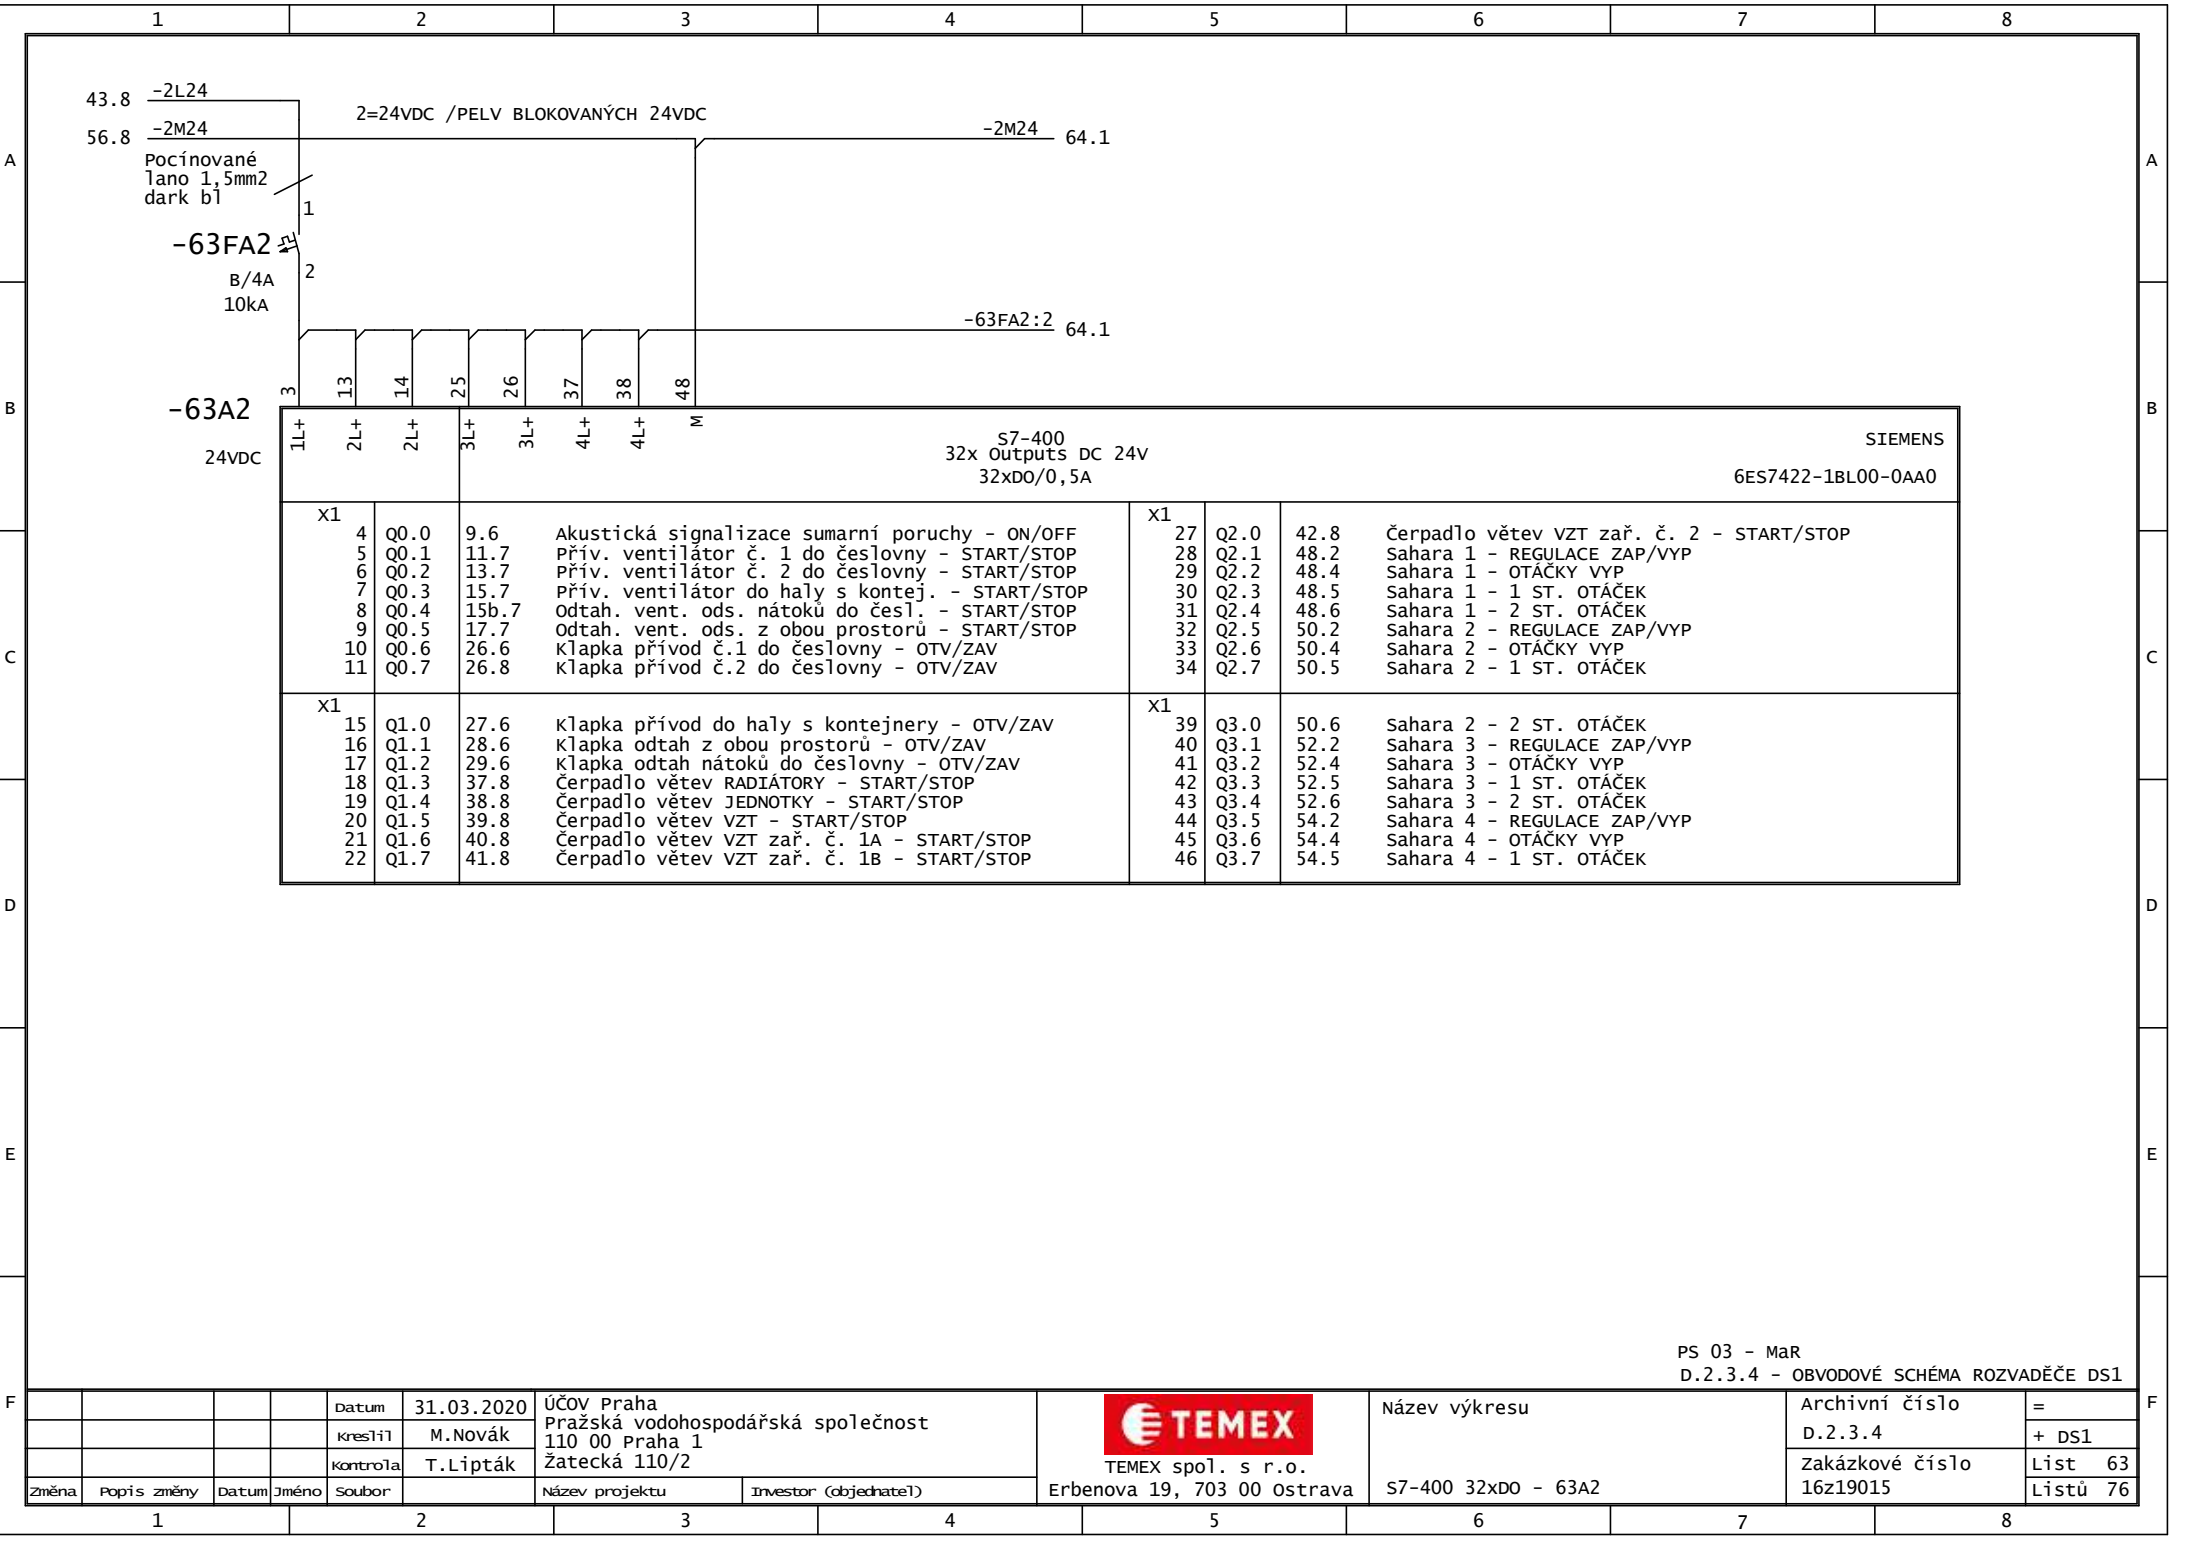 1 2 3 4 5 6 7 8
43.8 -2L24
2=24VDC /PELV BLOKOVANÝCH 24VDC
56.8 -2M24
-2M24 64.1
A A
Pocínované
lano 1,5mm2
dark bl
1
-63FA2
2
B/4A
10kA
-63FA2:2 64.1
3 13 14 25 26 37 38 48
B B
-63A2
1L+ 2L+ 2L+ 3L+ 3L+ 4L+ 4L+ M
24VDC
S7-400
32x Outputs DC 24V
32xDO/0,5A
SIEMENS
6ES7422-1BL00-0AA0
X1
4 Q0.0 9.6 Akustická signalizace sumární poruchy - ON/OFF
5 Q0.1 11.7 Přív. ventilátor č. 1 do česlovny - START/STOP
6 Q0.2 13.7 Přív. ventilátor č. 2 do česlovny - START/STOP
7 Q0.3 15.7 Přív. ventilátor do haly s kontej. - START/STOP
8 Q0.4 15b.7 Odtah. vent. ods. nátoků do česl. - START/STOP
9 Q0.5 17.7 Odtah. vent. ods. z obou prostorů - START/STOP
10 Q0.6 26.6 Klapka přívod č.1 do česlovny - OTV/ZAV
11 Q0.7 26.8 Klapka přívod č.2 do česlovny - OTV/ZAV
X1
27 Q2.0 42.8 Čerpadlo větev VZT zař. č. 2 - START/STOP
28 Q2.1 48.2 Sahara 1 - REGULACE ZAP/VYP
29 Q2.2 48.4 Sahara 1 - OTÁČKY VYP
30 Q2.3 48.5 Sahara 1 - 1 ST. OTÁČEK
31 Q2.4 48.6 Sahara 1 - 2 ST. OTÁČEK
32 Q2.5 50.2 Sahara 2 - REGULACE ZAP/VYP
33 Q2.6 50.4 Sahara 2 - OTÁČKY VYP
34 Q2.7 50.5 Sahara 2 - 1 ST. OTÁČEK
C C
X1
15 Q1.0 27.6 Klapka přívod do haly s kontejnery - OTV/ZAV
16 Q1.1 28.6 Klapka odtah z obou prostorů - OTV/ZAV
17 Q1.2 29.6 Klapka odtah nátoků do česlovny - OTV/ZAV
18 Q1.3 37.8 Čerpadlo větev RADIÁTORY - START/STOP
19 Q1.4 38.8 Čerpadlo větev JEDNOTKY - START/STOP
20 Q1.5 39.8 Čerpadlo větev VZT - START/STOP
21 Q1.6 40.8 Čerpadlo větev VZT zař. č. 1A - START/STOP
22 Q1.7 41.8 Čerpadlo větev VZT zař. č. 1B - START/STOP
X1
39 Q3.0 50.6 Sahara 2 - 2 ST. OTÁČEK
40 Q3.1 52.2 Sahara 3 - REGULACE ZAP/VYP
41 Q3.2 52.4 Sahara 3 - OTÁČKY VYP
42 Q3.3 52.5 Sahara 3 - 1 ST. OTÁČEK
43 Q3.4 52.6 Sahara 3 - 2 ST. OTÁČEK
44 Q3.5 54.2 Sahara 4 - REGULACE ZAP/VYP
45 Q3.6 54.4 Sahara 4 - OTÁČKY VYP
46 Q3.7 54.5 Sahara 4 - 1 ST. OTÁČEK
D D
E E
PS 03 - MaR
D.2.3.4 - OBVODOVÉ SCHÉMA ROZVADĚČE DS1
F F
Datum 31.03.2020
Kreslil M.Novák
Kontrola T.Lipták
Změna Popis změny Datum Jméno Soubor
ÚČOV Praha
Pražská vodohospodářská společnost
110 00 Praha 1
Žatecká 110/2
Název projektu Investor (objednatel)
TEMEX
TEMEX spol. s r.o.
Erbenova 19, 703 00 Ostrava
Název výkresu
S7-400 32xDO - 63A2
Archivní číslo
D.2.3.4
Zakázkové číslo
16z19015
=
+ DS1
List 63
Listů 76
1 2 3 4 5 6 7 8